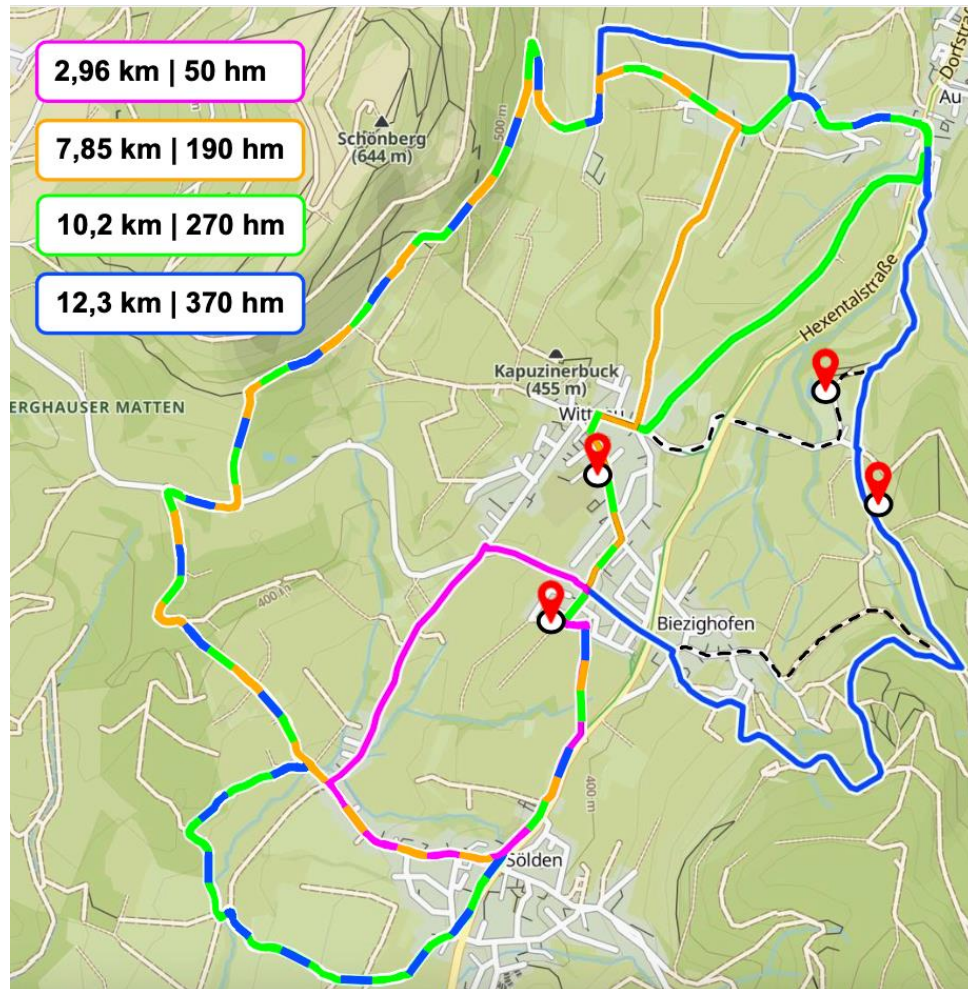 2,96 km | 50 hm
7,85 km | 190 hm
10,2 km | 270 hm
12,3 km | 370 hm
Schönberg
(644 m)
500 m
Dorfstra
Au
Hexentalstraße
Kapuzinerbuck
(455 m)
ERGHAUSER MATTEN
400 m
Biezighofen
400 m
Sölden